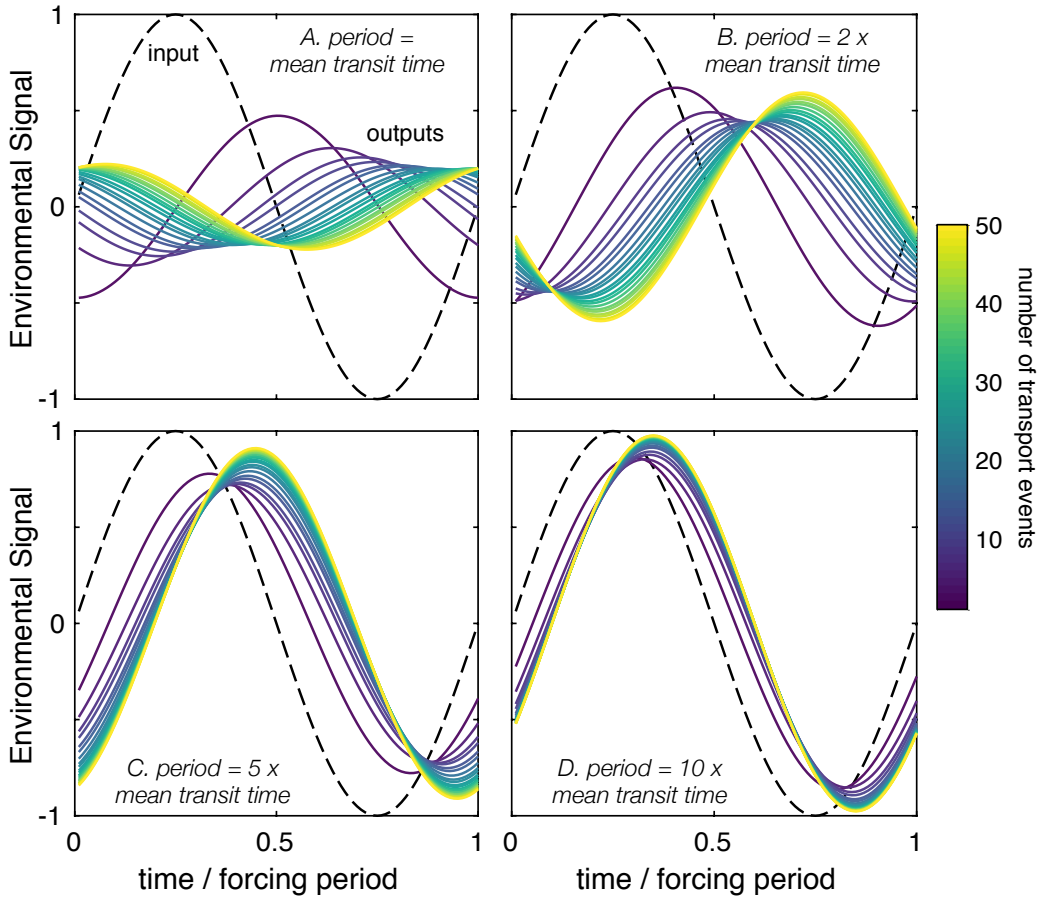 1
input
A. period =
mean transit time
outputs
0
-1
Environmental Signal
B. period = 2 x
mean transit time
1
0
-1
Environmental Signal
C. period = 5 x
mean transit time
0
0.5
1
time / forcing period
D. period = 10 x
mean transit time
0
0.5
1
time / forcing period
50
40
30
20
10
number of transport events